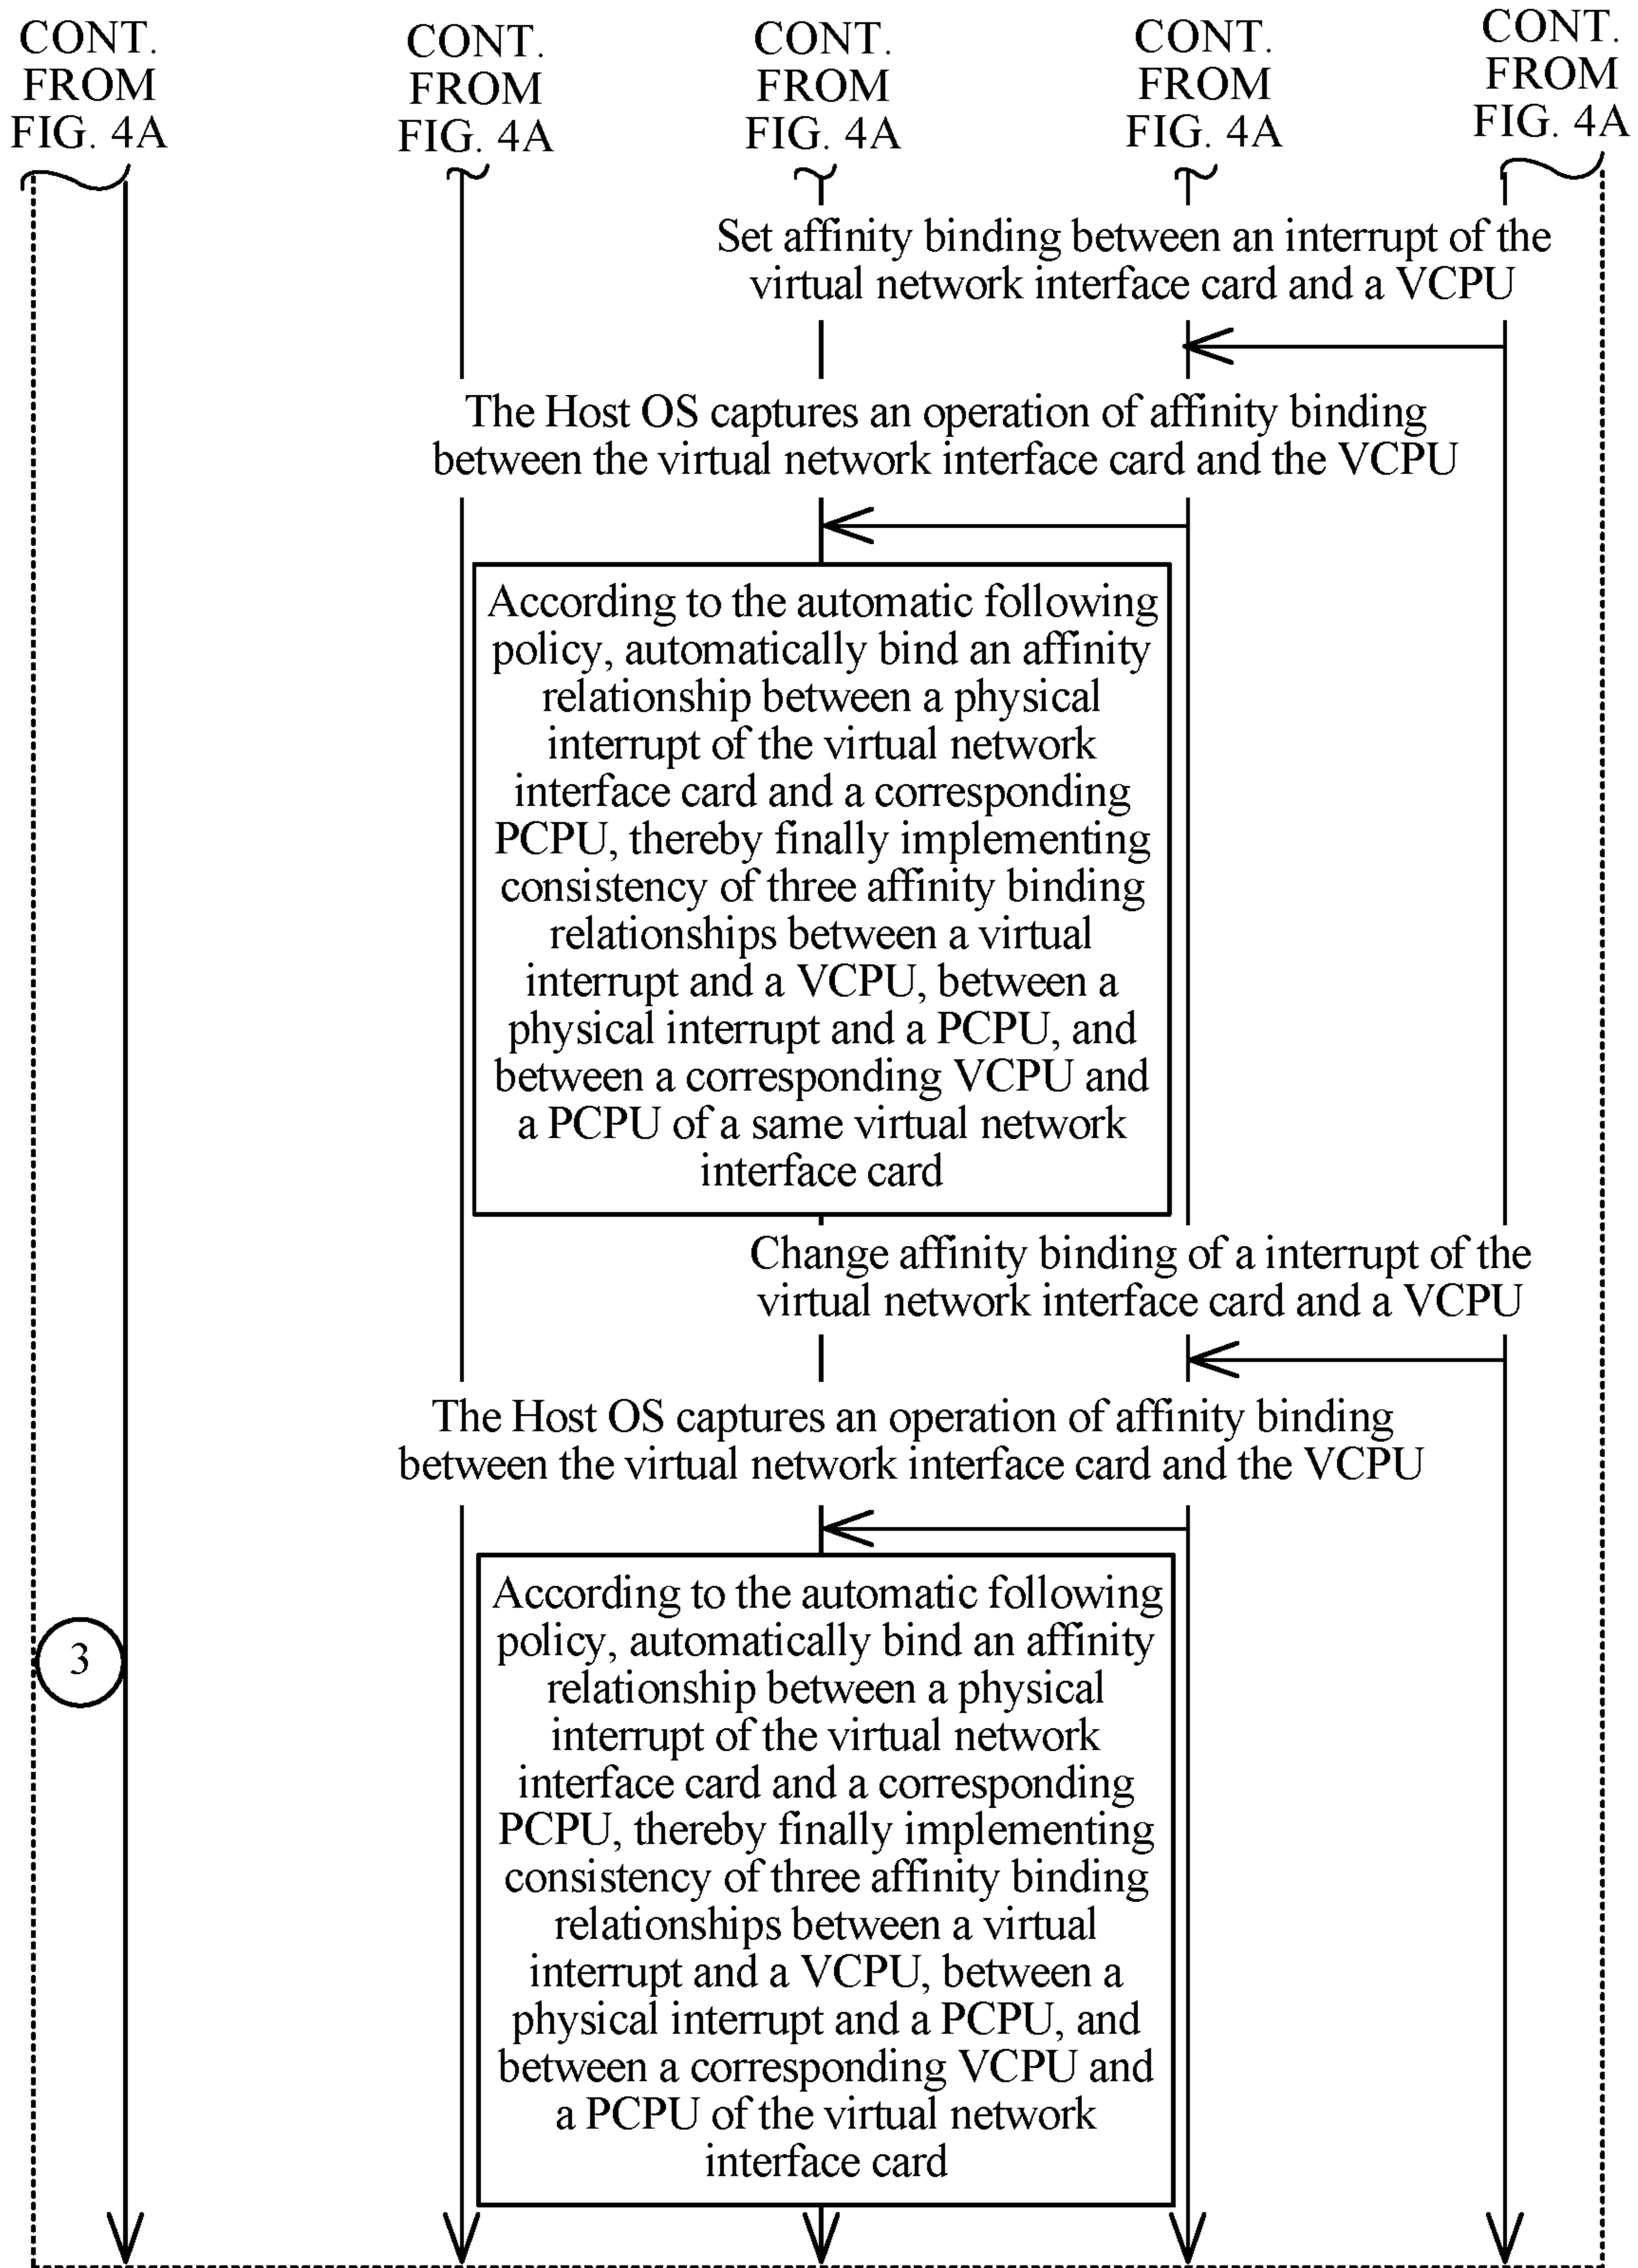 CONT.
FROM
FIG. 4A
CONT.
FROM
FIG. 4A
CONT.
FROM
FIG. 4A
CONT.
FROM
FIG. 4A
CONT.
FROM
FIG. 4A
Set affinity binding between an interrupt of the
virtual network interface card and a VCPU
The Host OS captures an operation of affinity binding
between the virtual network interface card and the VCPU
According to the automatic following
policy, automatically bind an affinity
relationship between a physical
interrupt of the virtual network
interface card and a corresponding
PCPU, thereby finally implementing
consistency of three affinity binding
relationships between a virtual
interrupt and a VCPU, between a
physical interrupt and a PCPU, and
between a corresponding VCPU and
a PCPU of a same virtual network
interface card
Change affinity binding of a interrupt of the
virtual network interface card and a VCPU
The Host OS captures an operation of affinity binding
between the virtual network interface card and the VCPU
3
According to the automatic following
policy, automatically bind an affinity
relationship between a physical
interrupt of the virtual network
interface card and a corresponding
PCPU, thereby finally implementing
consistency of three affinity binding
relationships between a virtual
interrupt and a VCPU, between a
physical interrupt and a PCPU, and
between a corresponding VCPU and
a PCPU of the virtual network
interface card